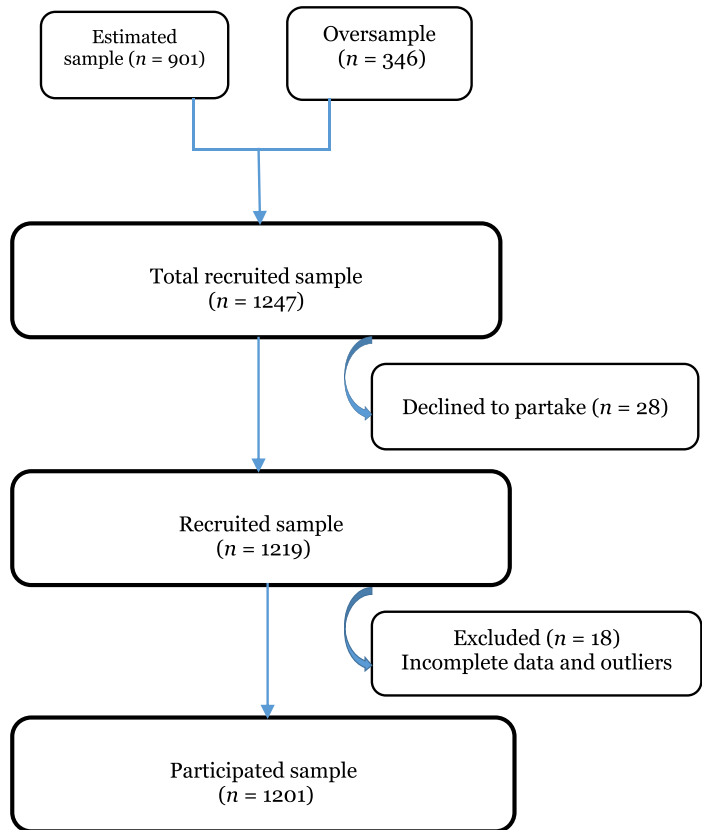 Estimated
sample (n = 901)
Oversample
(n = 346)
Total recruited sample
(n = 1247)
Declined to partake (n = 28)
Recruited sample
(n = 1219)
Excluded (n = 18)
Incomplete data and outliers
Participated sample
(n = 1201)